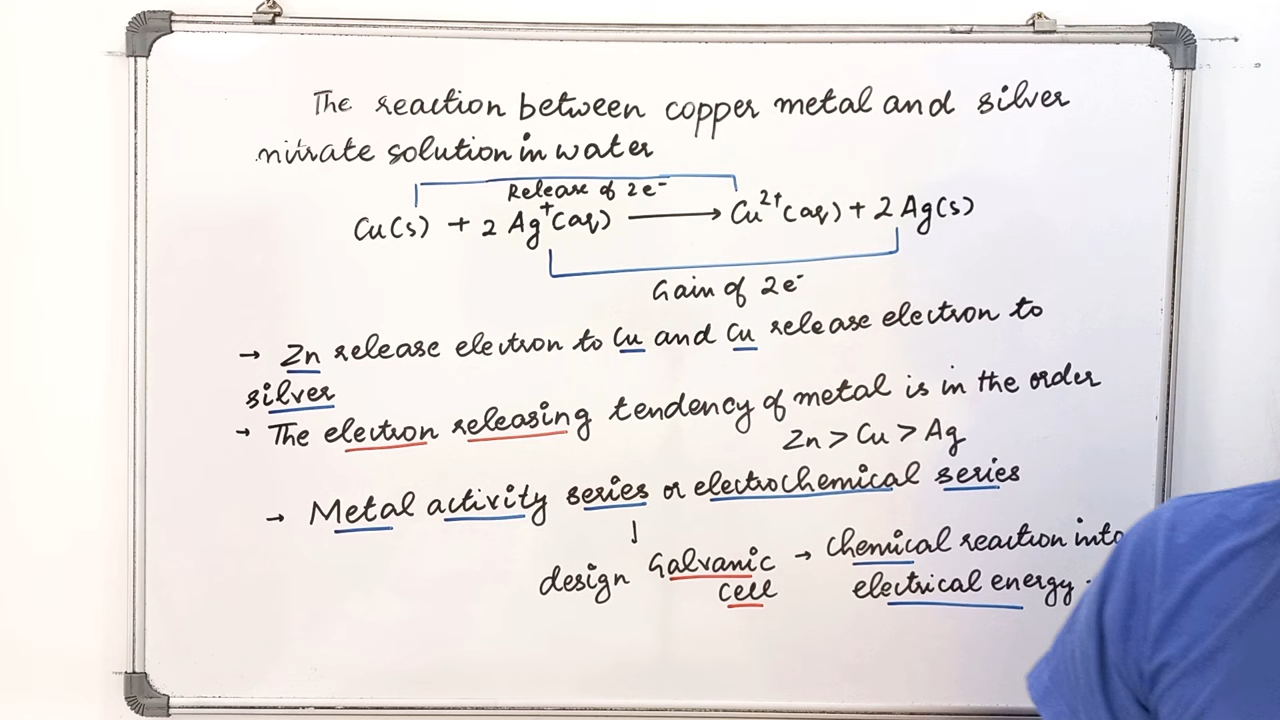 The reaction between copper metal and silver
nitrate solution in water
Release of 2e⁻
Cu(s) + 2 Ag⁺(aq) ⟶ Cu²⁺(aq) + 2 Ag(s)
Gain of 2e⁻
→ Zn release electron to Cu and Cu release electron to
silver
→ The electron releasing tendency of metal is in the order
Zn > Cu > Ag
→ Metal activity series or electrochemical series
↓
design Galvanic → Chemical reaction into
cell electrical energy.